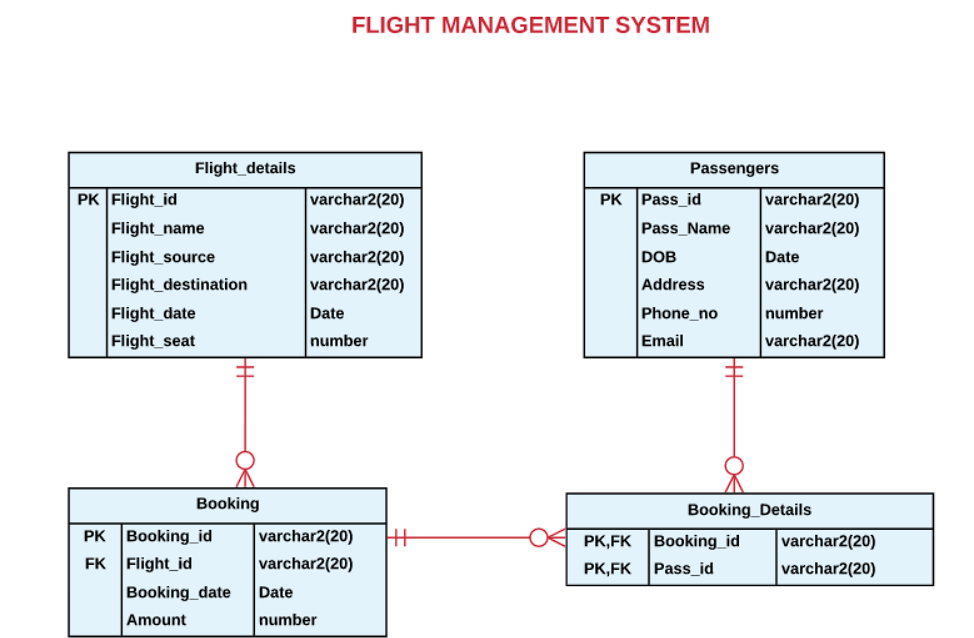 FLIGHT MANAGEMENT SYSTEM
Flight_details
PK Flight_id varchar2(20)
Flight_name varchar2(20)
Flight_source varchar2(20)
Flight_destination varchar2(20)
Flight_date Date
Flight_seat number
Passengers
PK Pass_id varchar2(20)
Pass_Name varchar2(20)
DOB Date
Address varchar2(20)
Phone_no number
Email varchar2(20)
Booking
PK Booking_id varchar2(20)
FK Flight_id varchar2(20)
Booking_date Date
Amount number
Booking_Details
PK,FK Booking_id varchar2(20)
PK,FK Pass_id varchar2(20)